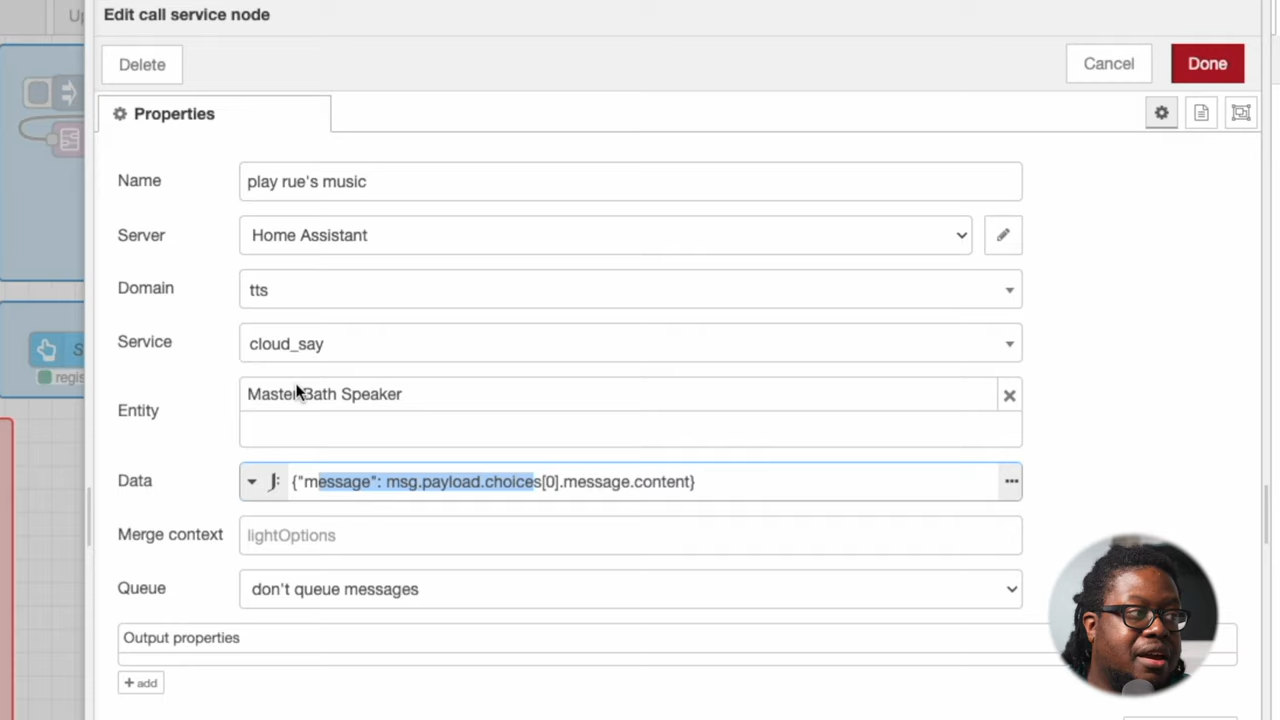 Up
Edit call service node
Delete
Cancel
Done
Properties
Name
play rue's music
Server
Home Assistant
Domain
tts
Service
cloud_say
Entity
Master Bath Speaker
Data
{"message": msg.payload.choices[0].message.content}
Merge context
lightOptions
Queue
don't queue messages
Output properties
+ add
S
regis